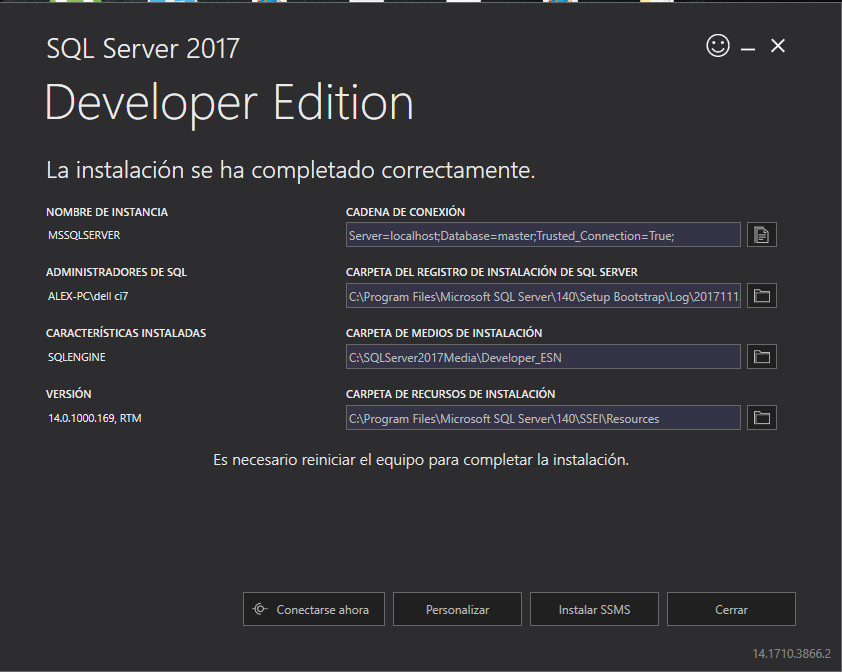 SQL Server 2017
Developer Edition
La instalación se ha completado correctamente.
NOMBRE DE INSTANCIA
MSSQLSERVER
CADENA DE CONEXIÓN
Server=localhost;Database=master;Trusted_Connection=True;
ADMINISTRADORES DE SQL
ALEX-PC\dell ci7
CARPETA DEL REGISTRO DE INSTALACIÓN DE SQL SERVER
C:\Program Files\Microsoft SQL Server\140\Setup Bootstrap\Log\2017111
CARACTERÍSTICAS INSTALADAS
SQLENGINE
CARPETA DE MEDIOS DE INSTALACIÓN
C:\SQLServer2017Media\Developer_ESN
VERSIÓN
14.0.1000.169, RTM
CARPETA DE RECURSOS DE INSTALACIÓN
C:\Program Files\Microsoft SQL Server\140\SSEI\Resources
Es necesario reiniciar el equipo para completar la instalación.
Conectarse ahora
Personalizar
Instalar SSMS
Cerrar
14.1710.3866.2